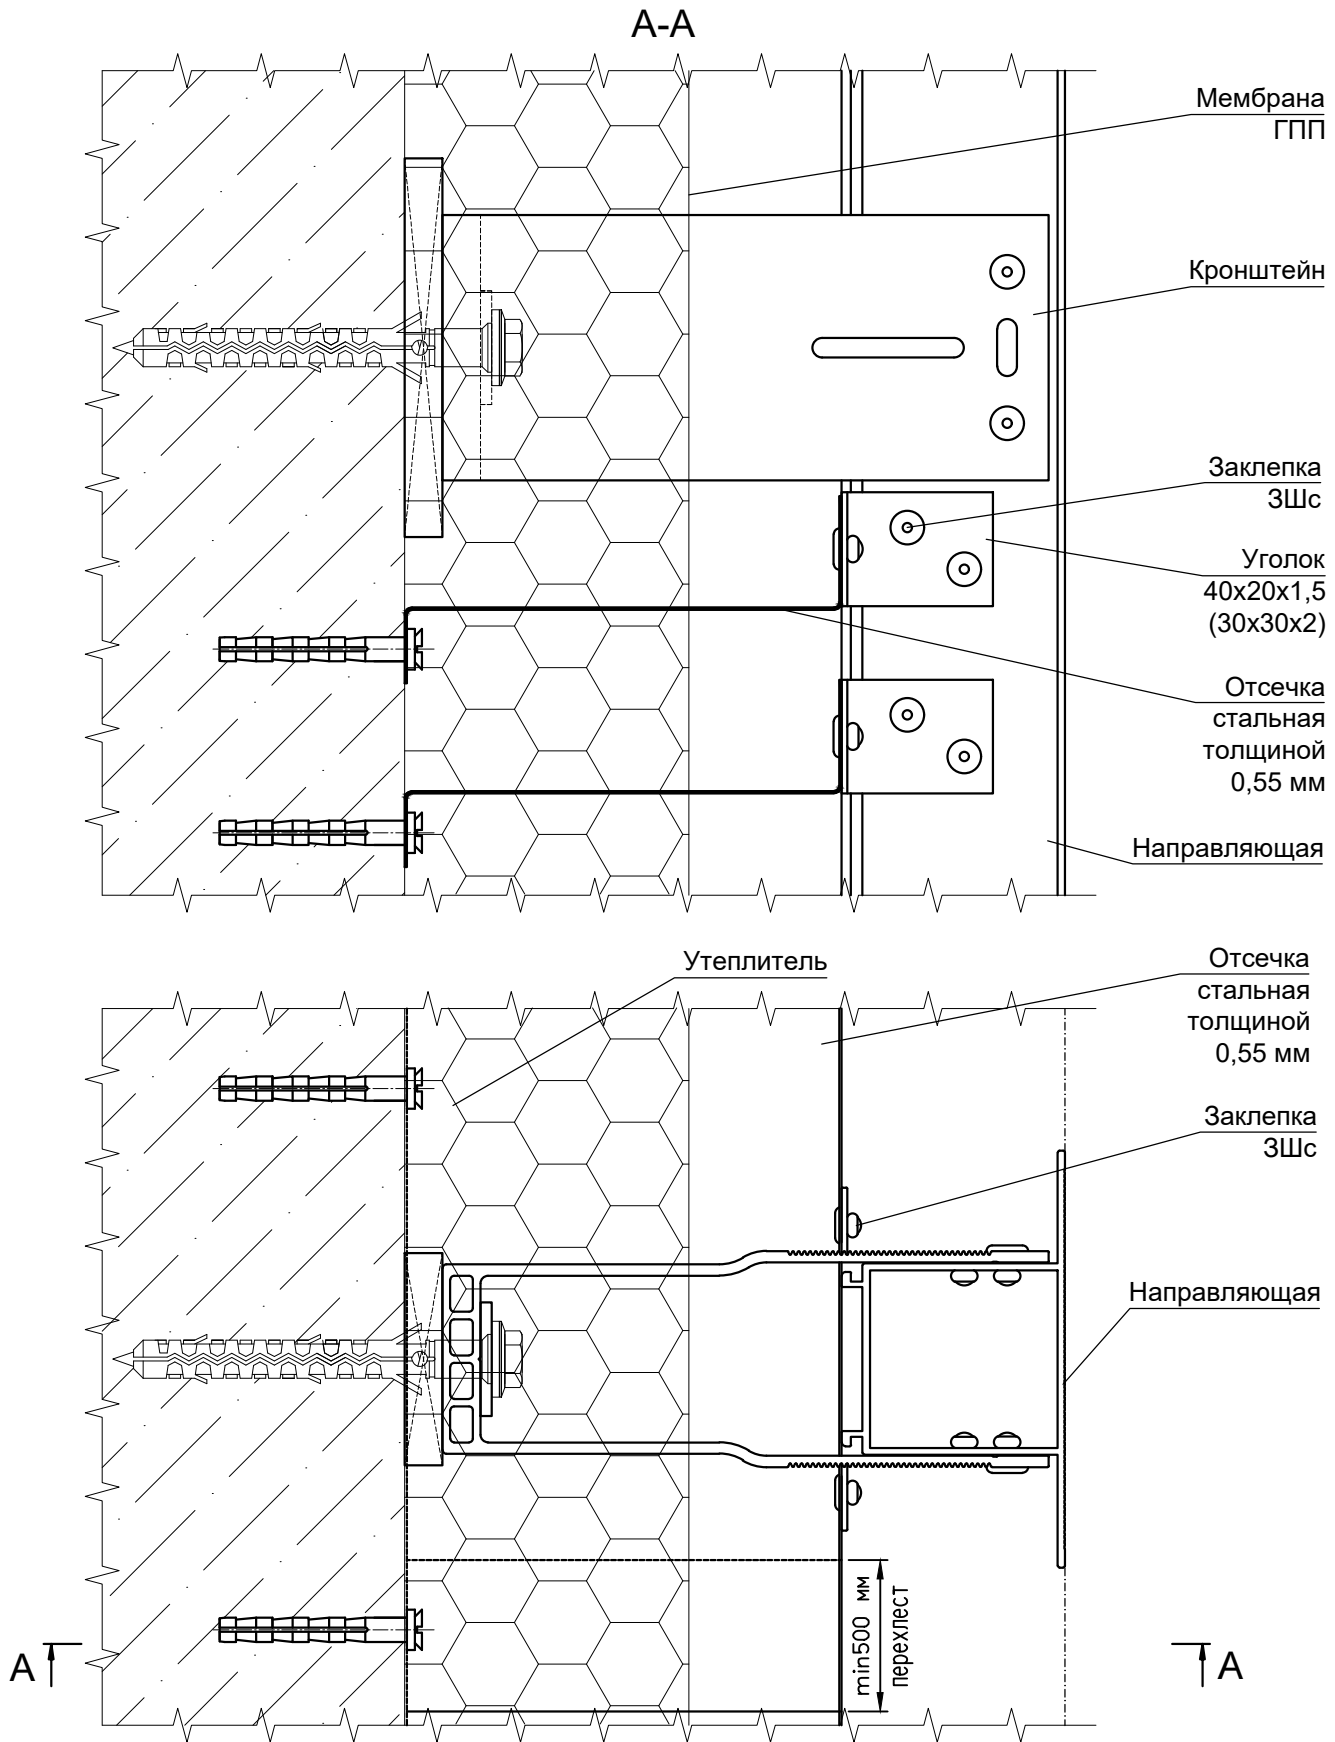 А-А
Мембрана
ГПП
Кронштейн
Заклепка
ЗШс
Уголок
40х20х1,5
(30х30х2)
Отсечка
стальная
толщиной
0,55 мм
Направляющая
Утеплитель
Отсечка
стальная
толщиной
0,55 мм
Заклепка
ЗШс
Направляющая
min500 мм
перехлест
А
А